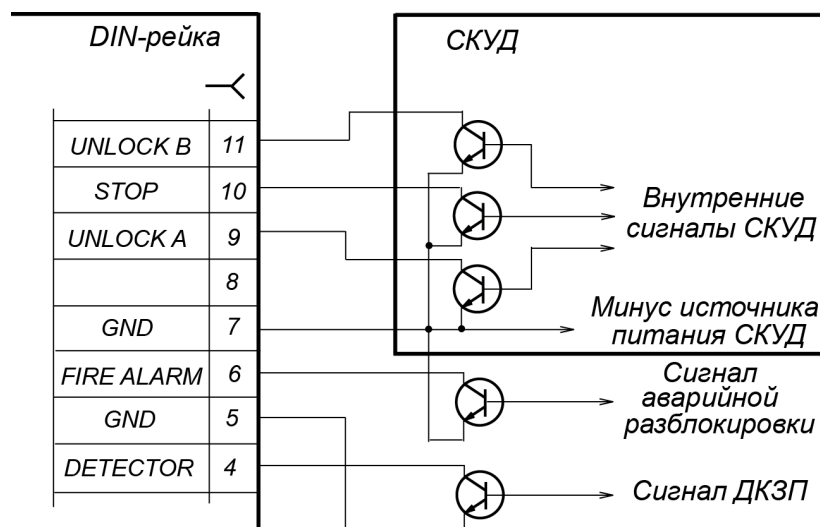 DIN-рейка
СКУД
UNLOCK B 11
STOP 10
UNLOCK A 9
8
GND 7
FIRE ALARM 6
GND 5
DETECTOR 4
Внутренние
сигналы СКУД
Минус источника
питания СКУД
Сигнал
аварийной
разблокировки
Сигнал ДКЗП